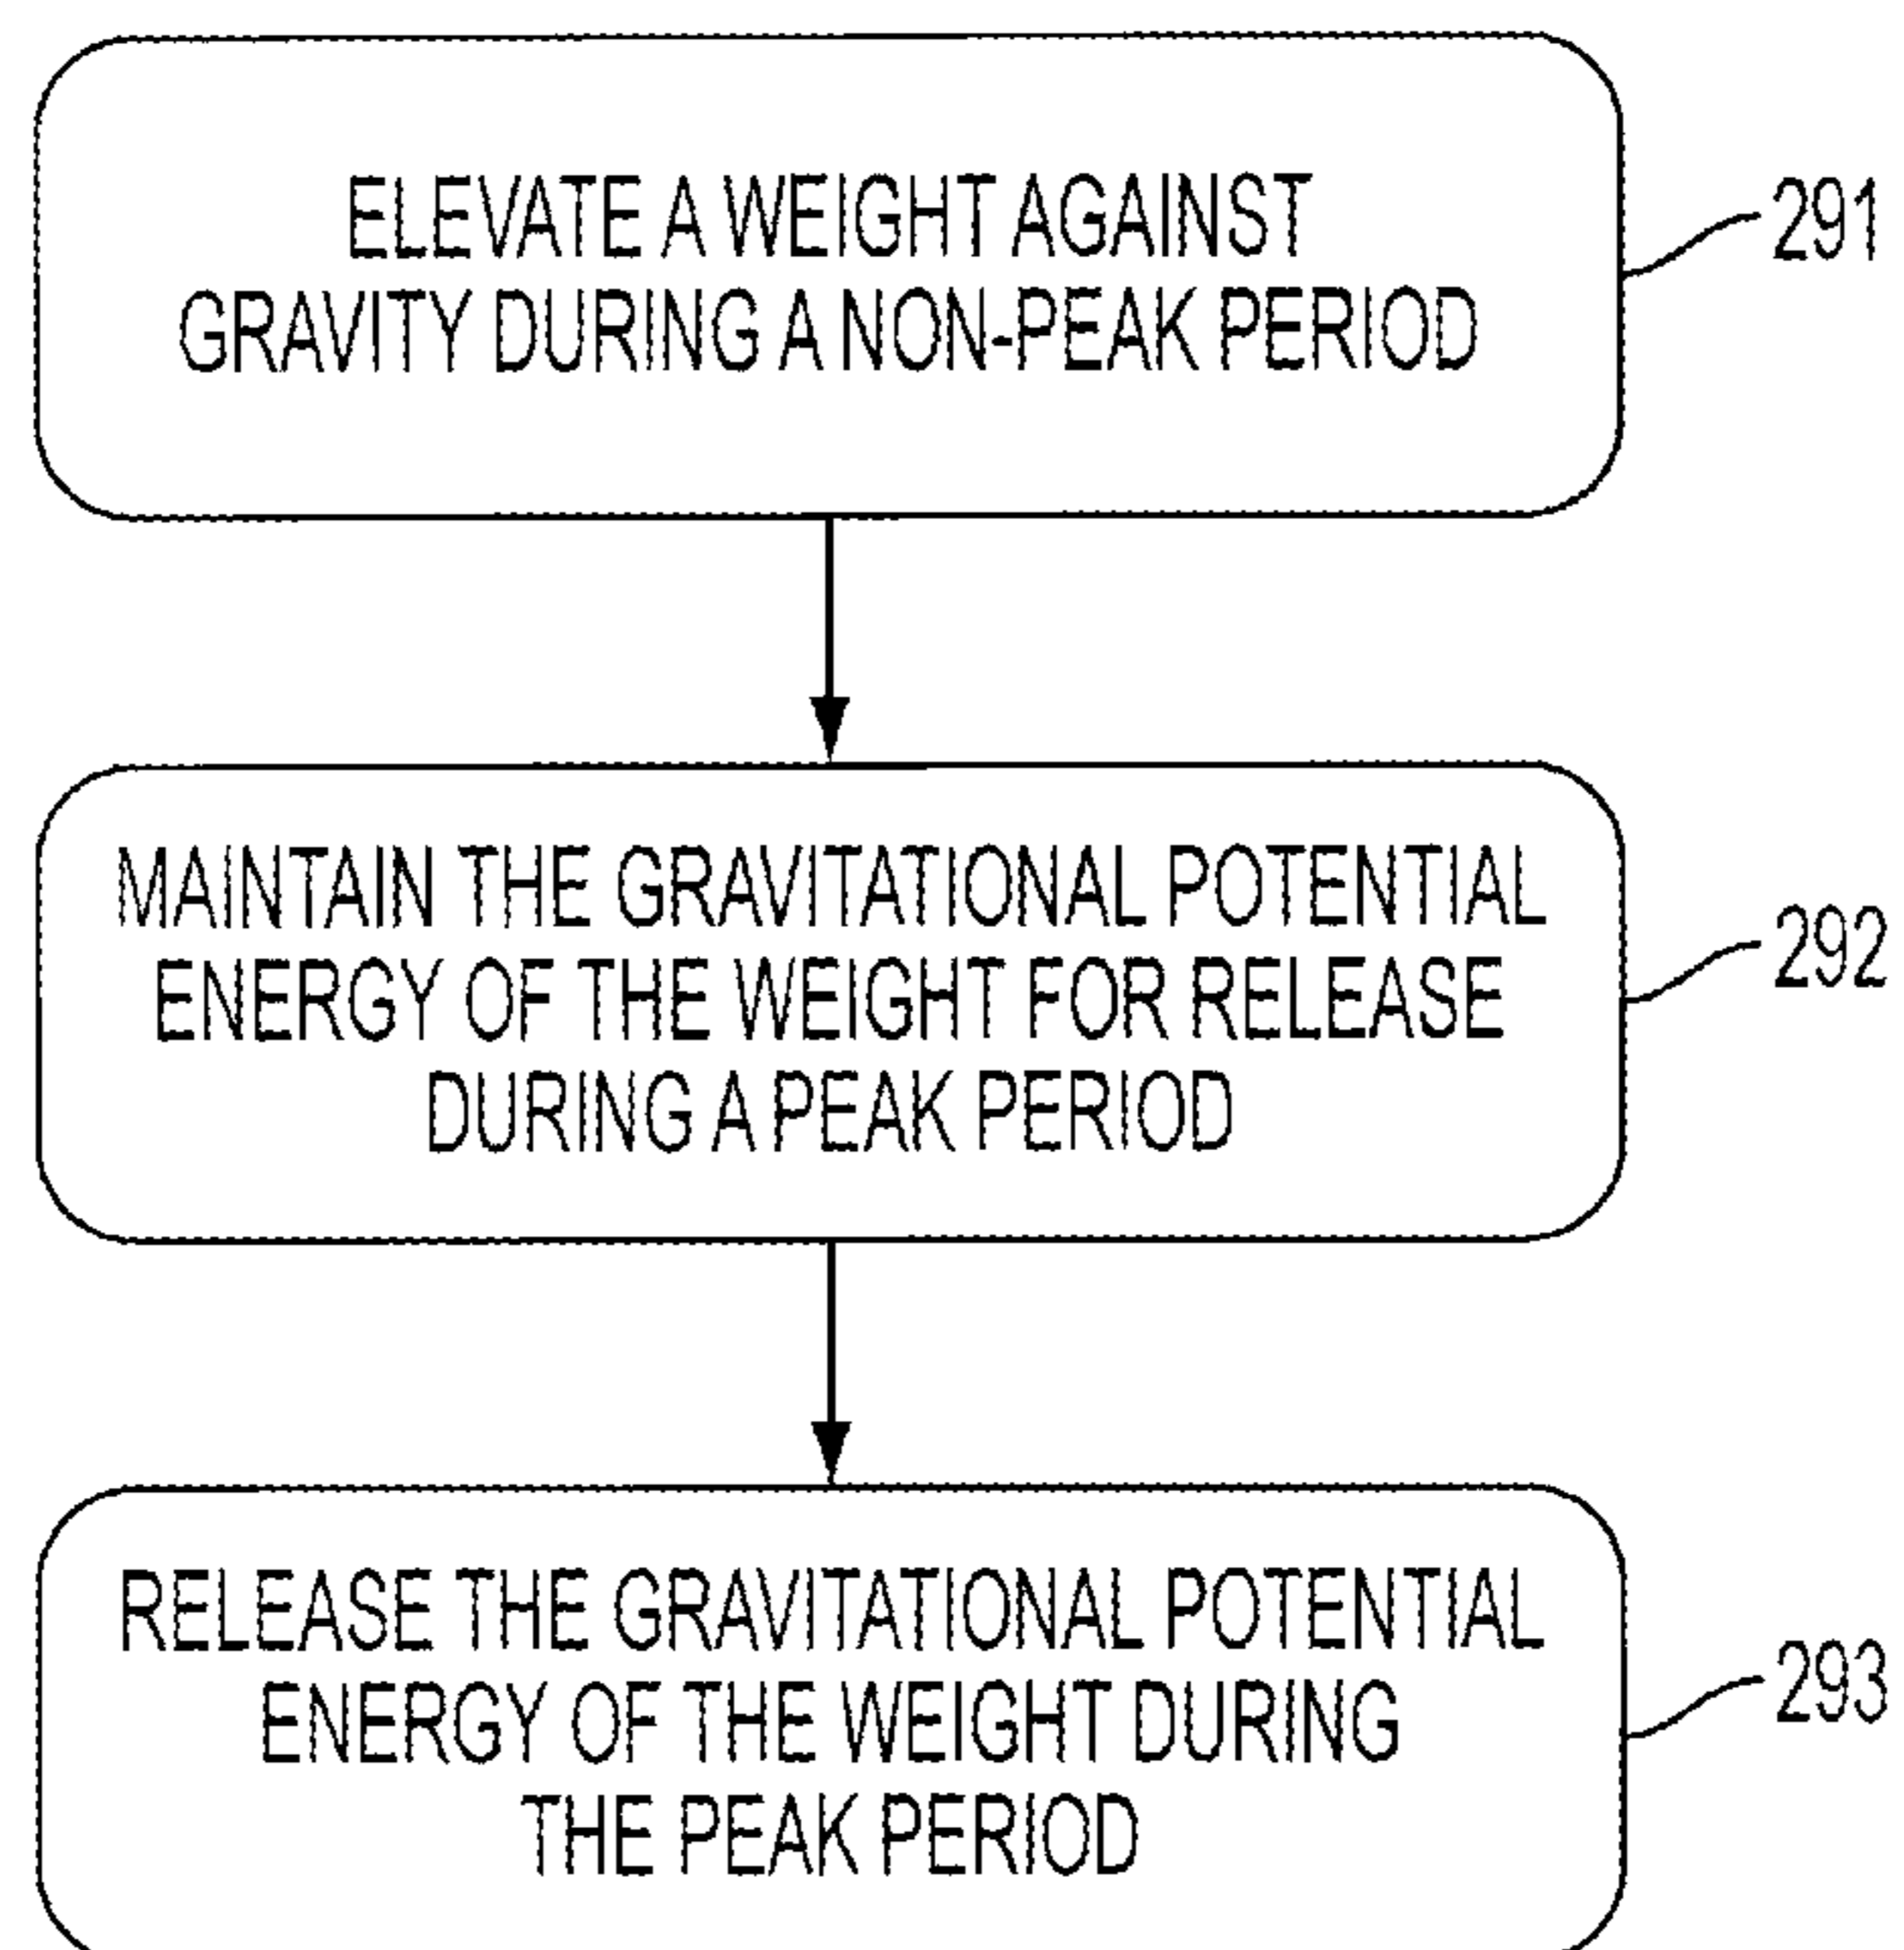 ELEVATE A WEIGHT AGAINST
GRAVITY DURING A NON-PEAK PERIOD
291
MAINTAIN THE GRAVITATIONAL POTENTIAL
ENERGY OF THE WEIGHT FOR RELEASE
DURING A PEAK PERIOD
292
RELEASE THE GRAVITATIONAL POTENTIAL
ENERGY OF THE WEIGHT DURING
THE PEAK PERIOD
293